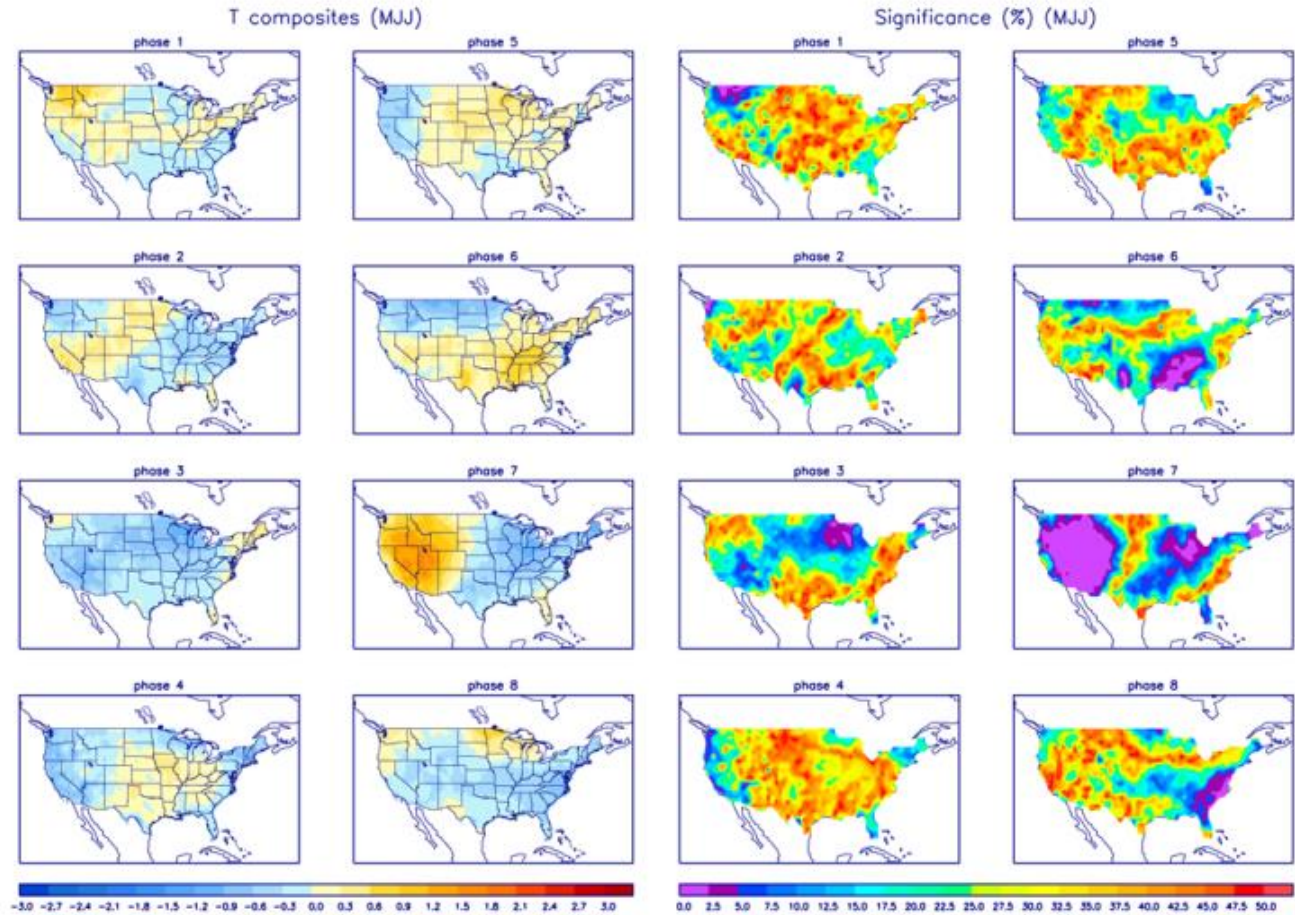 T composites (MJJ) Significance (%) (MJJ)
phase 1 phase 5 phase 1 phase 5
phase 2 phase 6 phase 2 phase 6
phase 3 phase 7 phase 3 phase 7
phase 4 phase 8 phase 4 phase 8
-3.0 -2.7 -2.4 -2.1 -1.8 -1.5 -1.2 -0.9 -0.6 -0.3 0.0 0.3 0.6 0.9 1.2 1.5 1.8 2.1 2.4 2.7 3.0 0.0 2.5 5.0 7.5 10.0 12.5 15.0 17.5 20.0 22.5 25.0 27.5 30.0 32.5 35.0 37.5 40.0 42.5 45.0 47.5 50.0